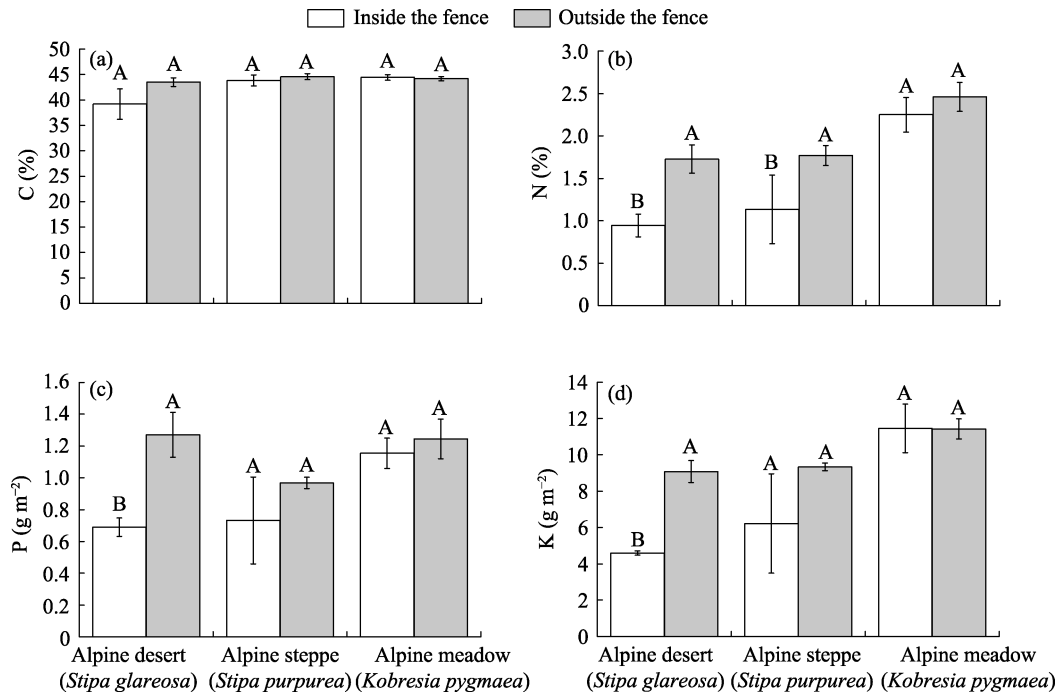 Inside the fence Outside the fence
(a)
C (%)
50
45
40
35
30
25
20
15
10
5
0
A A A A A A
(b)
N (%)
3.0
2.5
2.0
1.5
1.0
0.5
0
B A B A A A
(c)
P (g m−2)
1.6
1.4
1.2
1.0
0.8
0.6
0.4
0.2
0
B A A A A A
Alpine desert Alpine steppe Alpine meadow
(Stipa glareosa) (Stipa purpurea) (Kobresia pygmaea)
(d)
K (g m−2)
14
12
10
8
6
4
2
0
B A A A A A
Alpine desert Alpine steppe Alpine meadow
(Stipa glareosa) (Stipa purpurea) (Kobresia pygmaea)